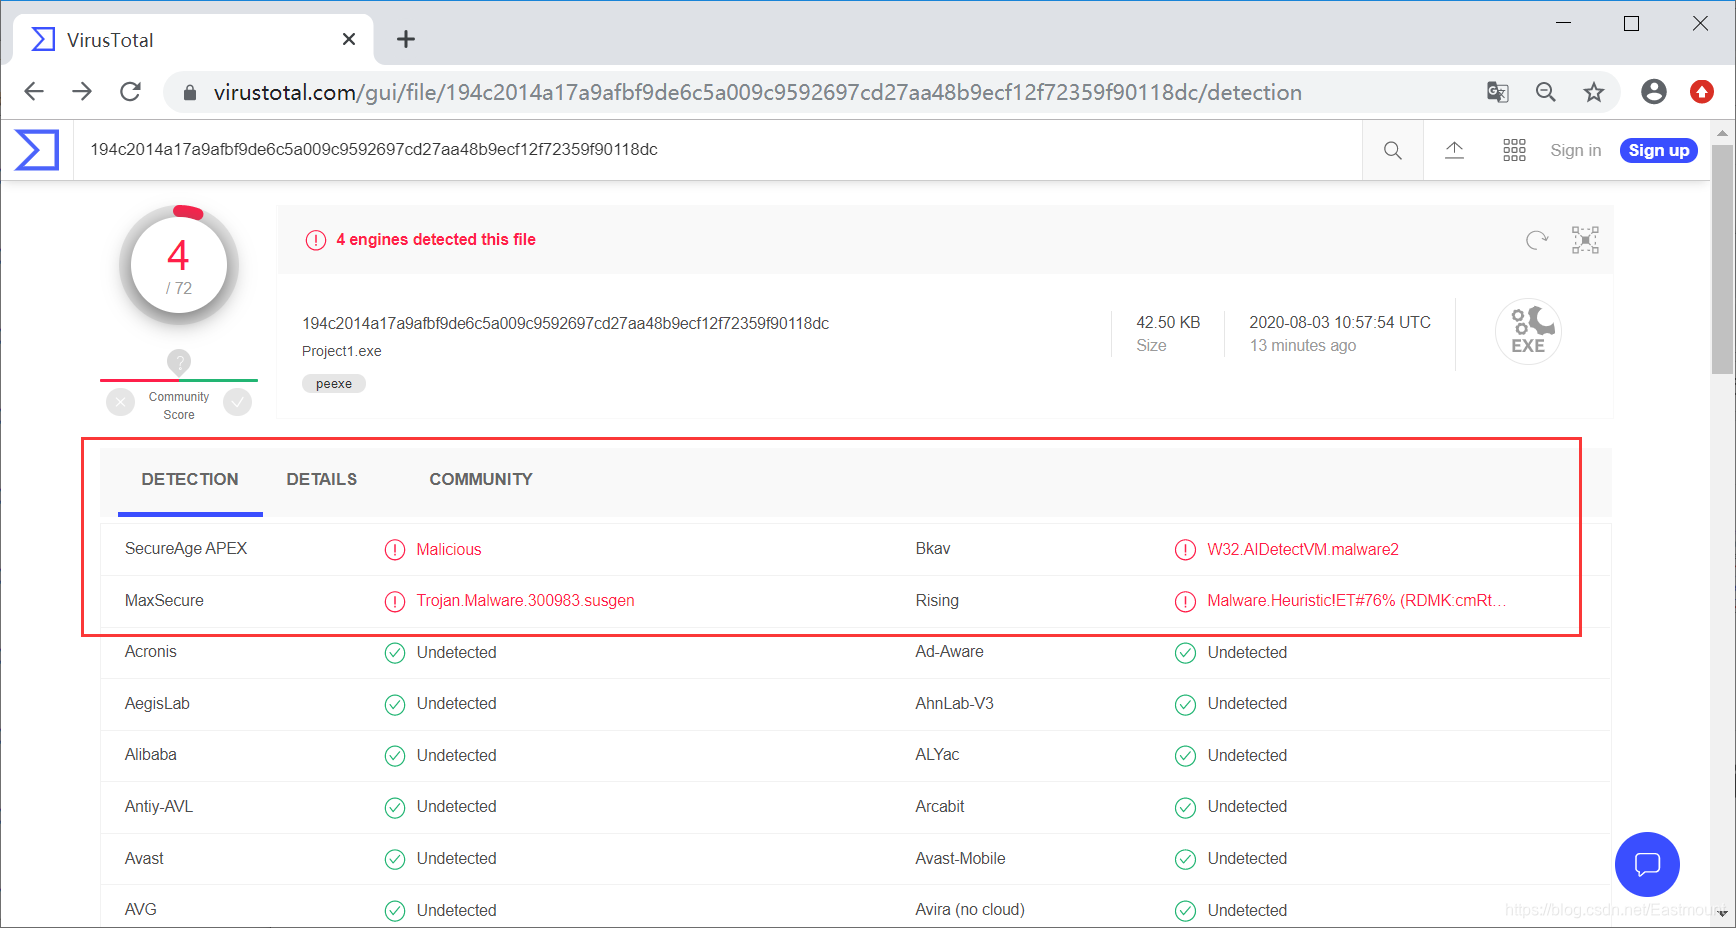 VirusTotal
virustotal.com/gui/file/194c2014a17a9afbf9de6c5a009c9592697cd27aa48b9ecf12f72359f90118dc/detection
194c2014a17a9afbf9de6c5a009c9592697cd27aa48b9ecf12f72359f90118dc
Sign in
Sign up
4
/ 72
4 engines detected this file
194c2014a17a9afbf9de6c5a009c9592697cd27aa48b9ecf12f72359f90118dc
Project1.exe
peexe
42.50 KB
Size
2020-08-03 10:57:54 UTC
13 minutes ago
EXE
?
Community
Score
DETECTION DETAILS COMMUNITY
SecureAge APEX Malicious Bkav W32.AIDetectVM.malware2
MaxSecure Trojan.Malware.300983.susgen Rising Malware.Heuristic!ET#76% (RDMK:cmRt...
Acronis Undetected Ad-Aware Undetected
AegisLab Undetected AhnLab-V3 Undetected
Alibaba Undetected ALYac Undetected
Antiy-AVL Undetected Arcabit Undetected
Avast Undetected Avast-Mobile Undetected
AVG Undetected Avira (no cloud) Undetected
https://blog.csdn.net/Eastmount